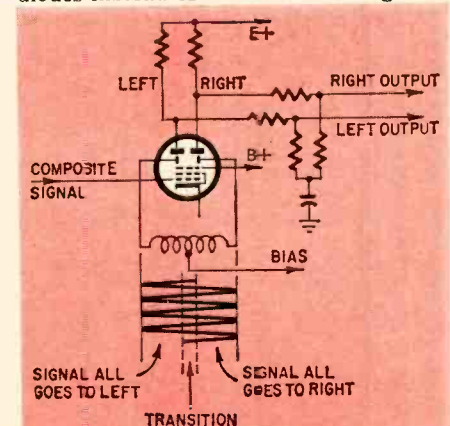 E+
LEFT
RIGHT
RIGHT OUTPUT
LEFT OUTPUT
B+
COMPOSITE
SIGNAL
BIAS
SIGNAL ALL
GOES TO LEFT
SIGNAL ALL
GOES TO RIGHT
TRANSITION